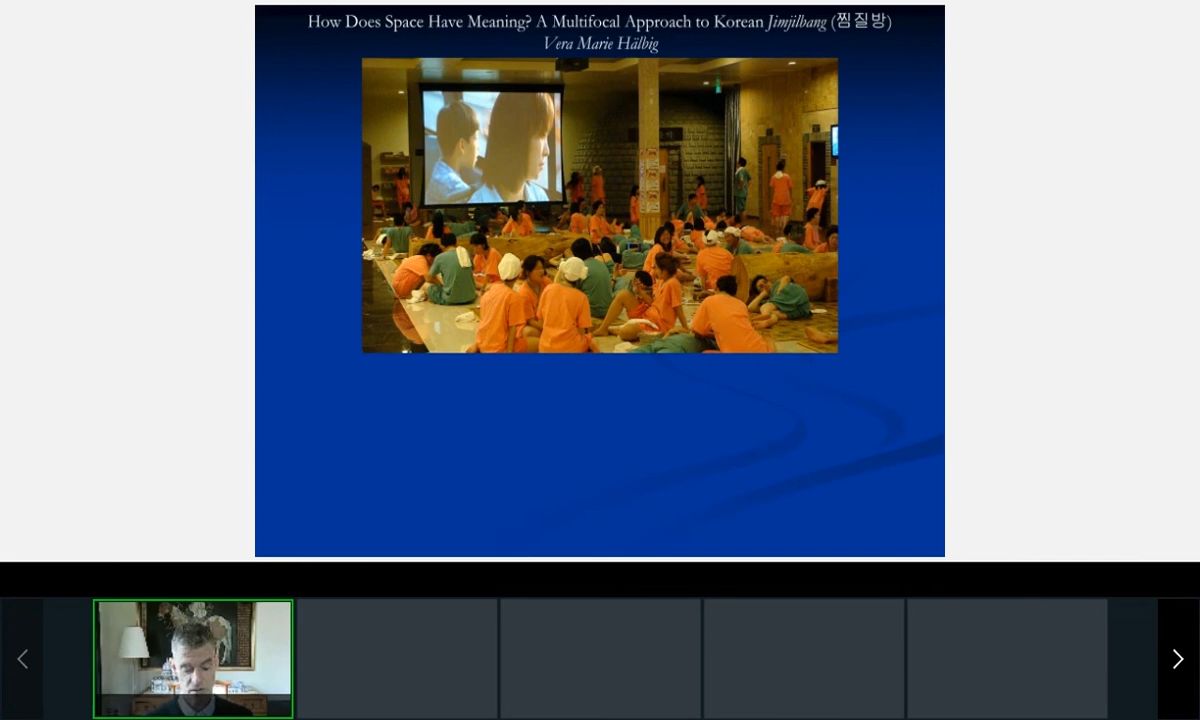 How Does Space Have Meaning? A Multifocal Approach to Korean Jimjilbang (찜질방)
Vera Marie Hälbig